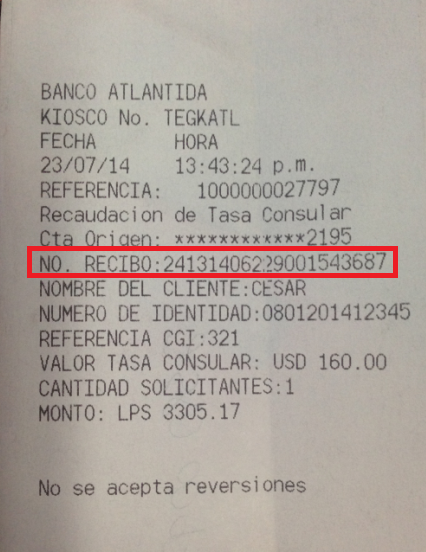 BANCO ATLANTIDA
KIOSCO No. TEGKATL
FECHA HORA
23/07/14 13:43:24 p.m.
REFERENCIA: 1000000027797
Recaudacion de Tasa Consular
Cta Origen: ************2195
NO. RECIBO:24131406229001543687
NOMBRE DEL CLIENTE:CESAR
NUMERO DE IDENTIDAD:0801201412345
REFERENCIA CGI:321
VALOR TASA CONSULAR: USD 160.00
CANTIDAD SOLICITANTES:1
MONTO: LPS 3305.17
No se acepta reversiones